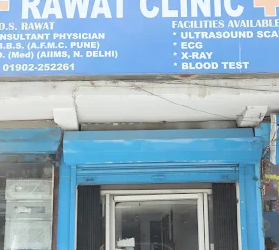 RAWAT CLINIC
D.S. RAWAT
CONSULTANT PHYSICIAN
B.B.S. (A.F.M.C. PUNE)
D. (Med) (AIIMS, N. DELHI)
01902-252261
FACILITIES AVAILABLE
* ULTRASOUND SCA
* ECG
* X-RAY
* BLOOD TEST